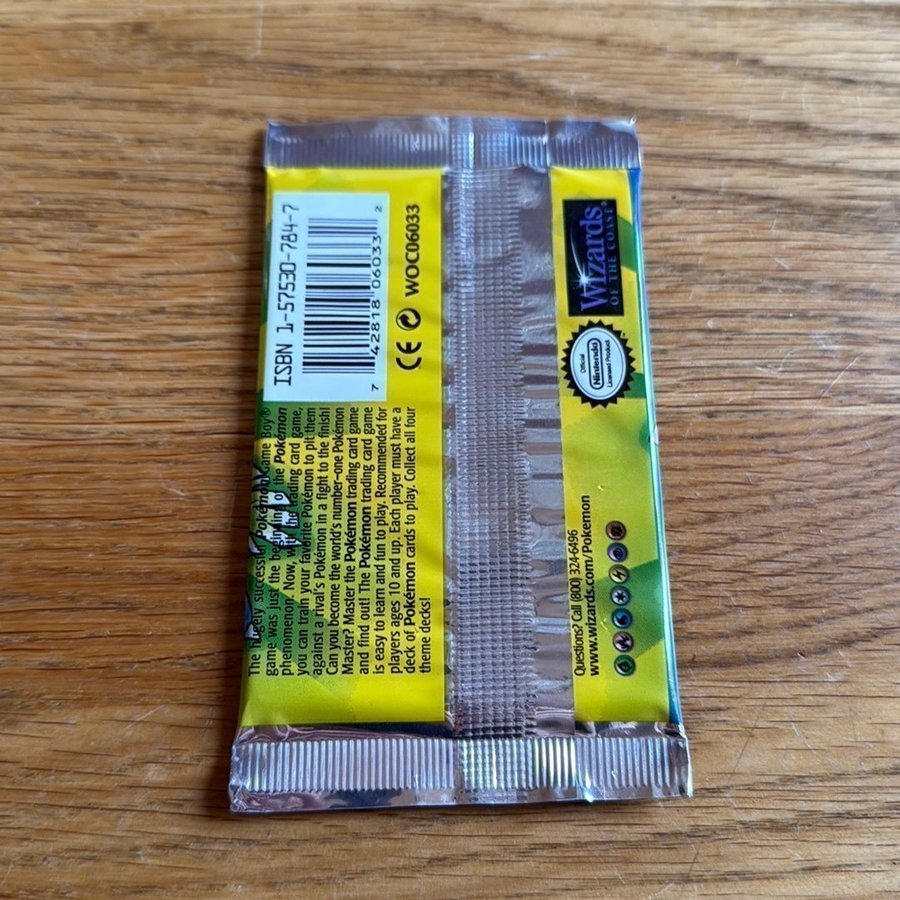 ISBN 1-57530-784-7
7 42818 06033 2
CE WOC06033
The hugely successful Pokémon Game Boy®
game was just the beginning of the Pokémon
phenomenon. Now, with the trading card game,
you can train your favorite Pokémon to pit them
against a rival's Pokémon in a fight to the finish!
Can you become the world's number-one Pokémon
Master? Master the Pokémon trading card game
and find out! The Pokémon trading card game
is easy to learn and fun to play. Recommended for
players ages 10 and up. Each player must have a
deck of Pokémon cards to play. Collect all four
theme decks!
Wizards
OF THE COAST®
Official
Nintendo
Licensed Product
Questions? Call (800) 324-6496
www.wizards.com/Pokemon